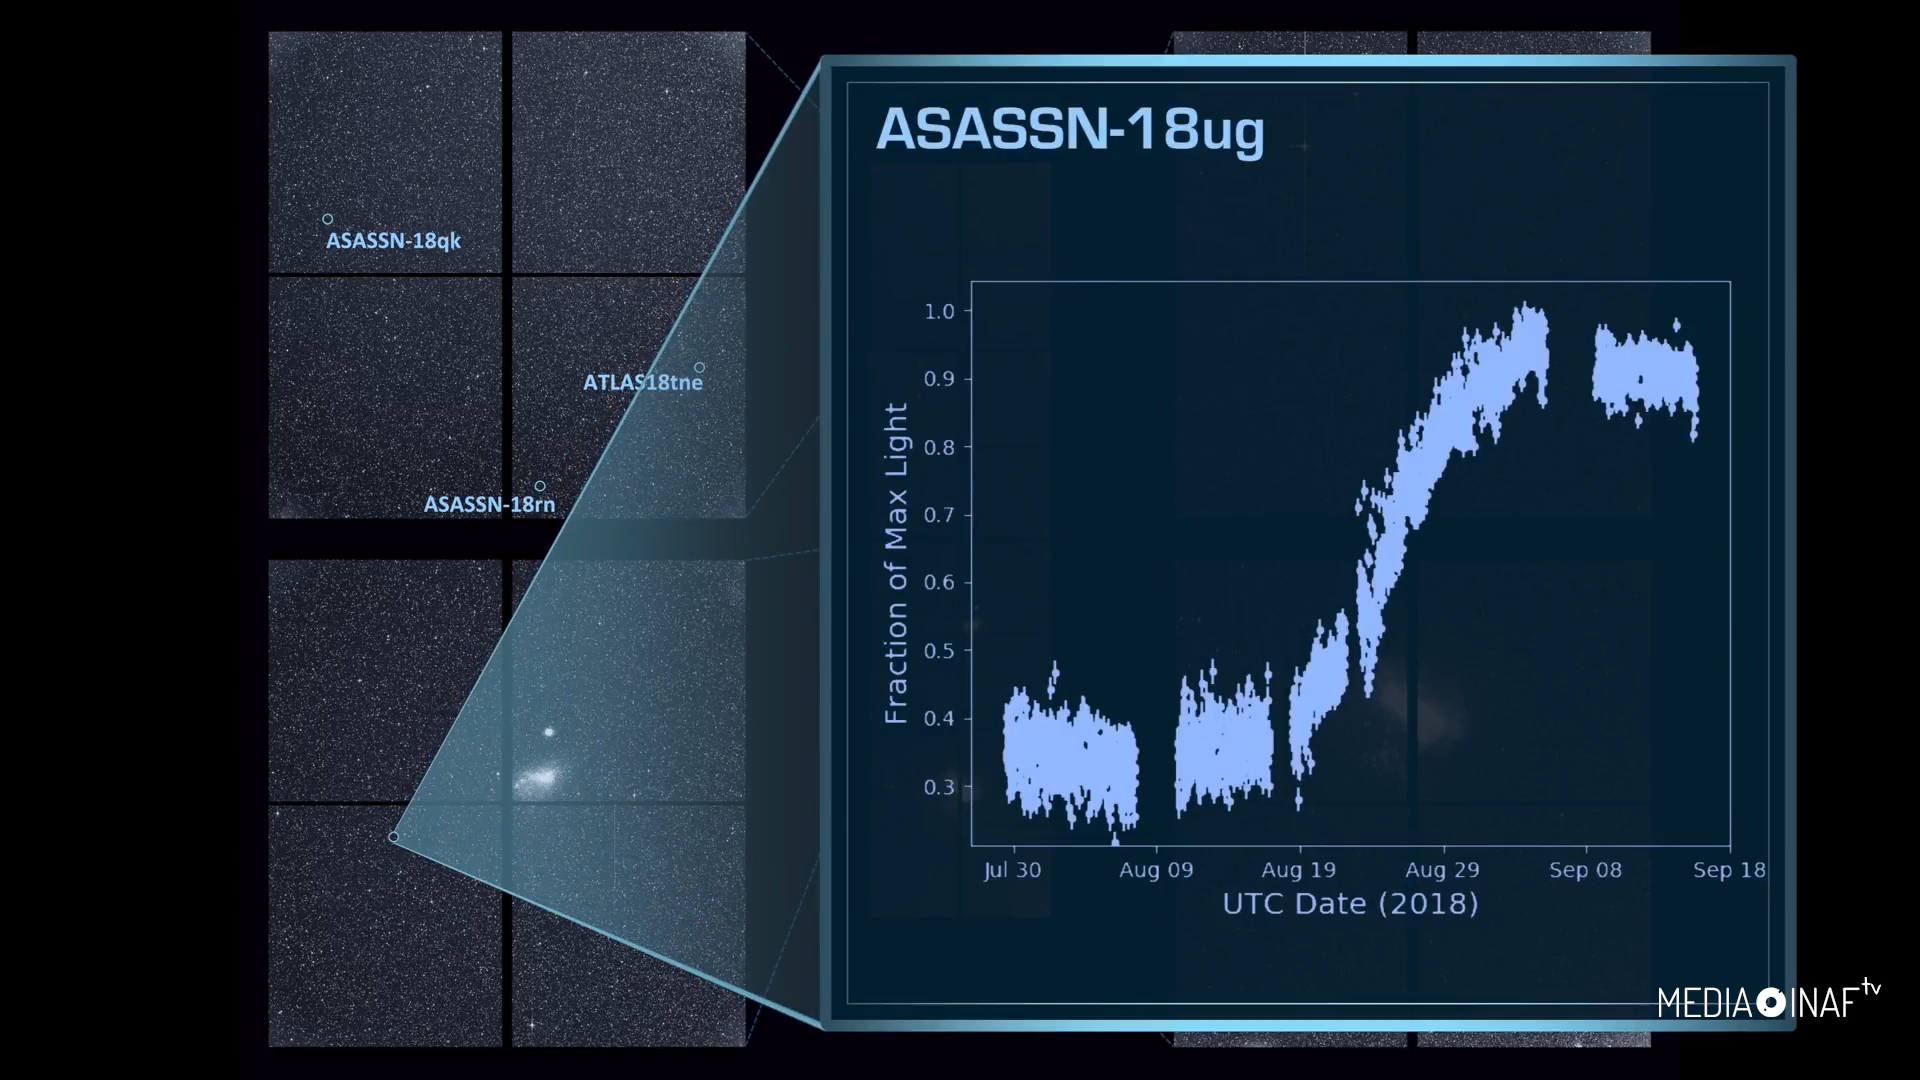 ASASSN-18ug
ASASSN-18qk
ATLAS18tne
ASASSN-18rn
Fraction of Max Light
1.0
0.9
0.8
0.7
0.6
0.5
0.4
0.3
Jul 30 Aug 09 Aug 19 Aug 29 Sep 08 Sep 18
UTC Date (2018)
MEDIA INAF tv